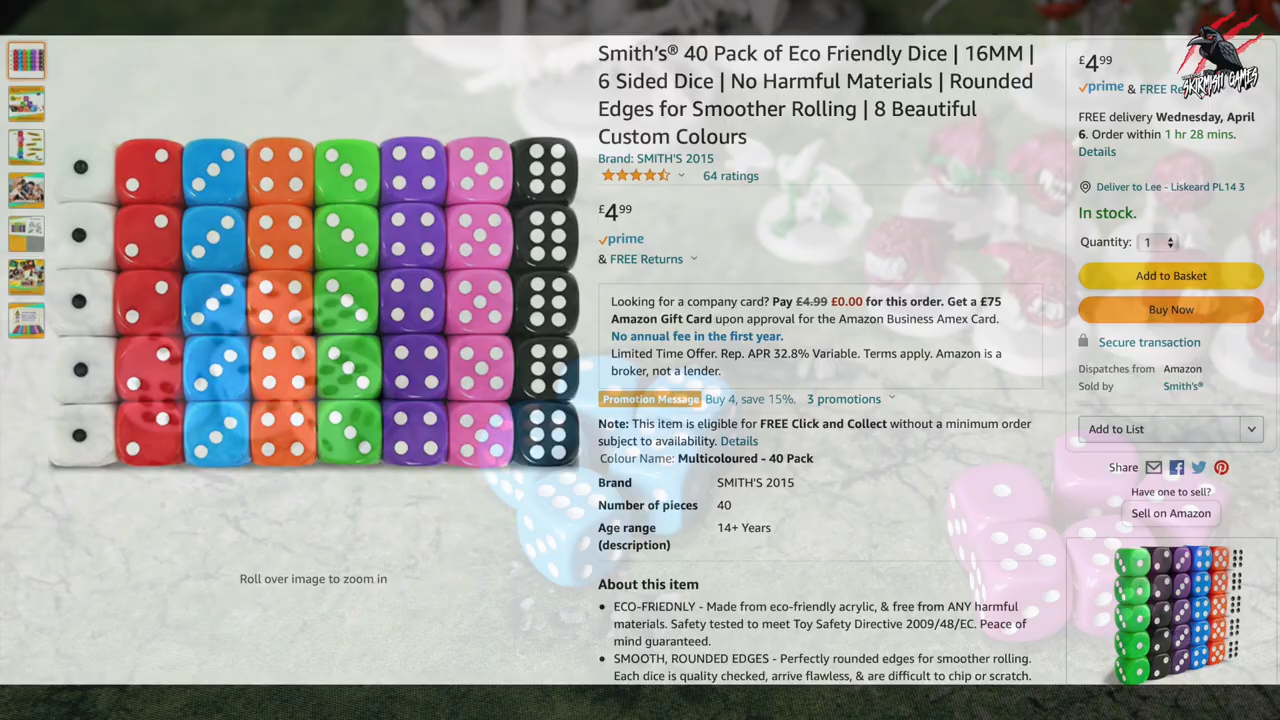 Smith's® 40 Pack of Eco Friendly Dice | 16MM |
6 Sided Dice | No Harmful Materials | Rounded
Edges for Smoother Rolling | 8 Beautiful
Custom Colours
Brand: SMITH'S 2015
64 ratings
£4⁹⁹
prime
& FREE Returns
Looking for a company card? Pay £4.99 £0.00 for this order. Get a £75
Amazon Gift Card upon approval for the Amazon Business Amex Card.
No annual fee in the first year.
Limited Time Offer. Rep. APR 32.8% Variable. Terms apply. Amazon is a
broker, not a lender.
Promotion Message Buy 4, save 15%. 3 promotions
Note: This item is eligible for FREE Click and Collect without a minimum order
subject to availability. Details
Colour Name: Multicoloured - 40 Pack
Brand SMITH'S 2015
Number of pieces 40
Age range 14+ Years
(description)
About this item
• ECO-FRIEDNLY - Made from eco-friendly acrylic, & free from ANY harmful
materials. Safety tested to meet Toy Safety Directive 2009/48/EC. Peace of
mind guaranteed.
• SMOOTH, ROUNDED EDGES - Perfectly rounded edges for smoother rolling.
Each dice is quality checked, arrive flawless, & are difficult to chip or scratch.
Roll over image to zoom in
£4⁹⁹
prime & FREE Re
SKIRMISH GAMES
FREE delivery Wednesday, April
6. Order within 1 hr 28 mins.
Details
Deliver to Lee - Liskeard PL14 3
In stock.
Quantity: 1
Add to Basket
Buy Now
Secure transaction
Dispatches from Amazon
Sold by Smith's®
Add to List
Share
Have one to sell?
Sell on Amazon